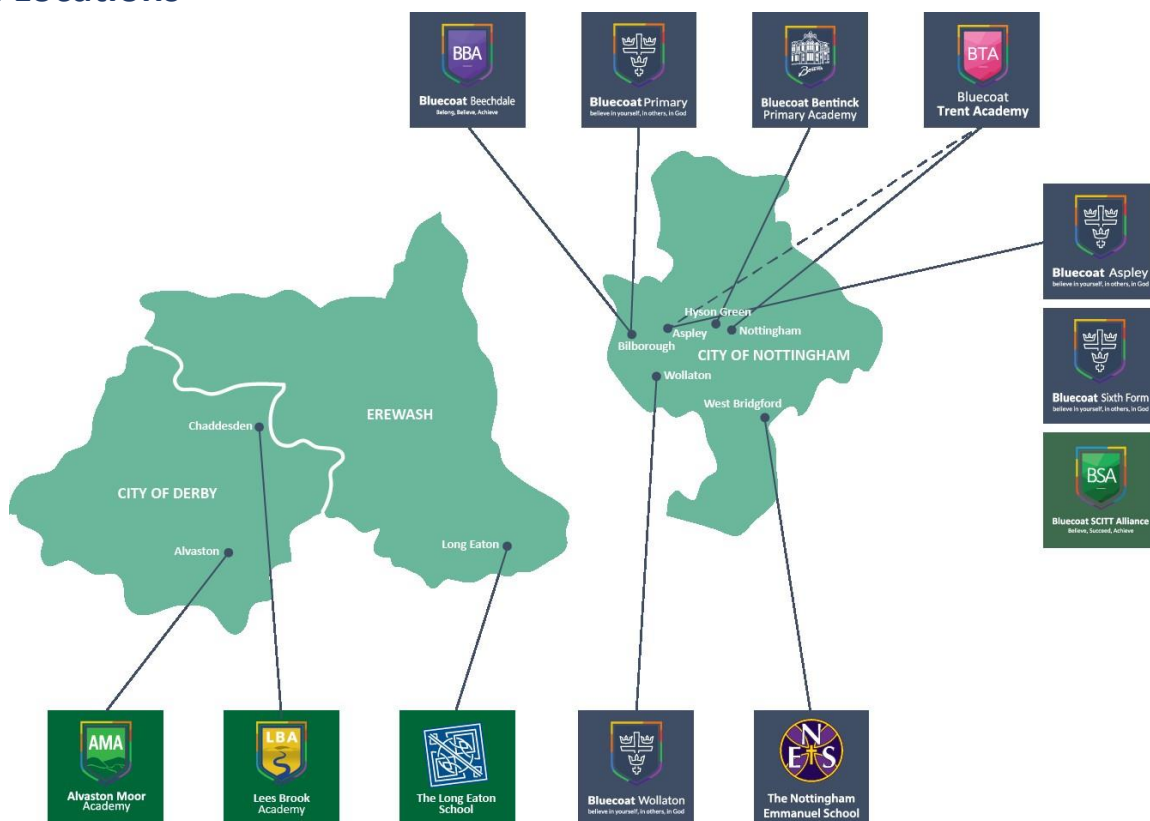 Locations
BBA
Bluecoat Beechdale
Belong, Believe, Achieve
Bluecoat Primary
believe in yourself, in others, in God
Bluecoat Bentinck
Primary Academy
BTA
Bluecoat
Trent Academy
Bluecoat Aspley
believe in yourself, in others, in God
Bluecoat Sixth Form
believe in yourself, in others, in God
BSA
Bluecoat SCITT Alliance
Believe, Succeed, Achieve
Hyson Green
Aspley
Nottingham
Bilborough
CITY OF NOTTINGHAM
Wollaton
West Bridgford
EREWASH
Chaddesden
CITY OF DERBY
Alvaston
Long Eaton
AMA
Alvaston Moor
Academy
LBA
Lees Brook
Academy
The Long Eaton
School
Bluecoat Wollaton
believe in yourself, in others, in God
N
E S
The Nottingham
Emmanuel School